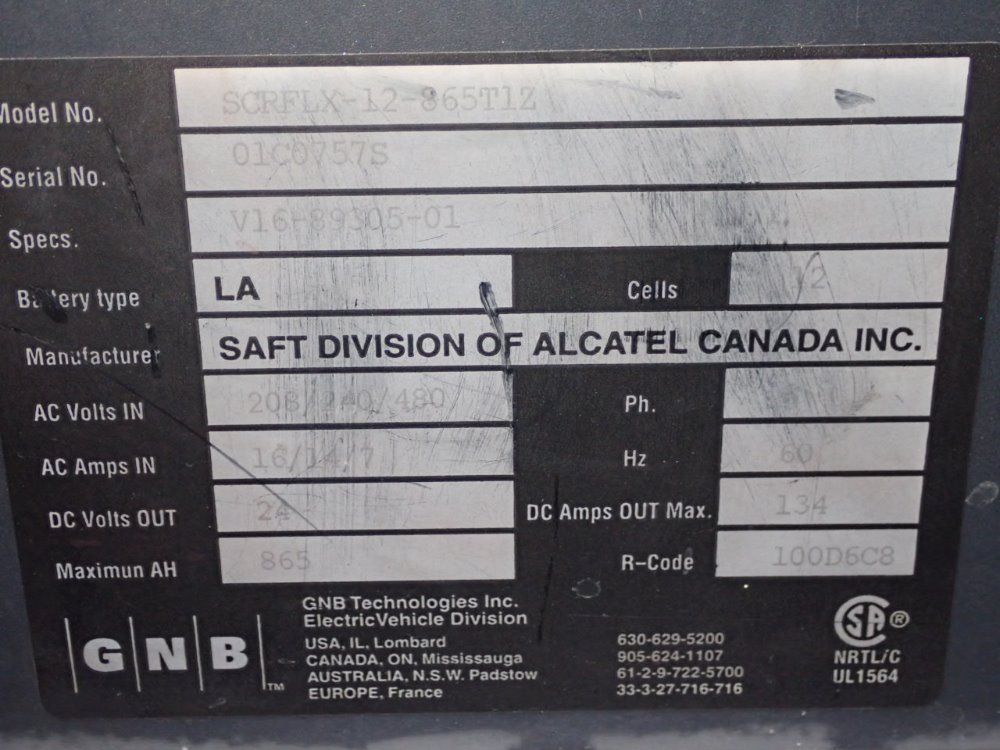 Model No. SCRFLX-12-865T1Z
Serial No. 01C0757S
Specs. V16-89305-01
Battery type LA Cells 12
Manufacturer SAFT DIVISION OF ALCATEL CANADA INC.
AC Volts IN 208/240/480 Ph.
AC Amps IN 16/14/7 Hz 60
DC Volts OUT 24 DC Amps OUT Max. 134
Maximun AH 865 R-Code 100D6C8
GNB Technologies Inc.
ElectricVehicle Division
USA, IL, Lombard 630-629-5200
CANADA, ON, Mississauga 905-624-1107
AUSTRALIA, N.S.W. Padstow 61-2-9-722-5700
EUROPE, France 33-3-27-716-716
GNB TM
SA ®
NRTL/C
UL1564